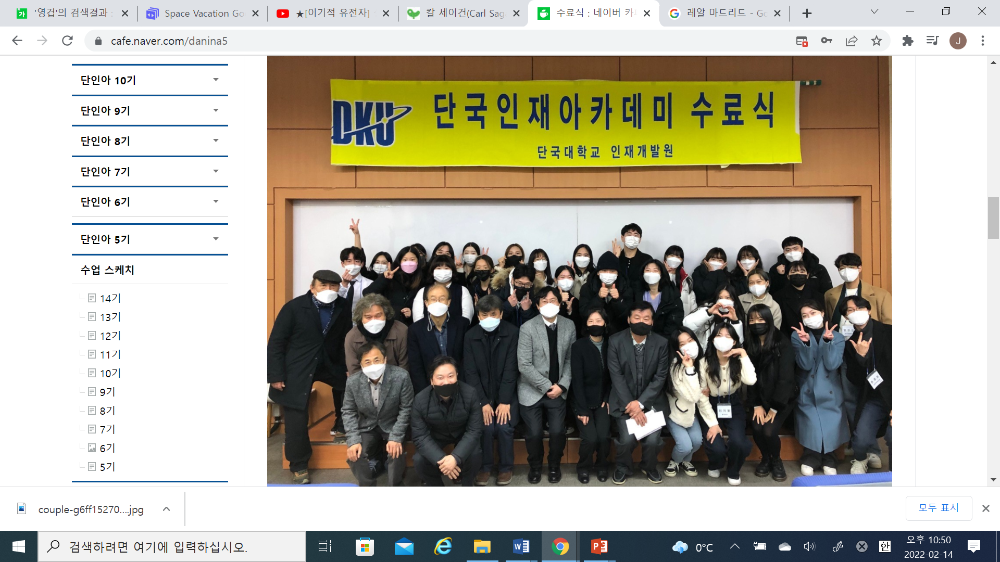 '영겁'의 검색결과 :
Space Vacation Go
★[이기적 유전자]
칼 세이건(Carl Sag
수료식 : 네이버 카
레알 마드리드 - Go
cafe.naver.com/danina5
J
단인아 10기
단인아 9기
단인아 8기
단인아 7기
단인아 6기
단인아 5기
수업 스케치
14기
13기
12기
11기
10기
9기
8기
7기
6기
5기
DKU
단국인재아카데미 수료식
단국대학교 인재개발원
couple-g6ff15270....jpg
모두 표시
검색하려면 여기에 입력하십시오.
0°C
한
오후 10:50
2022-02-14